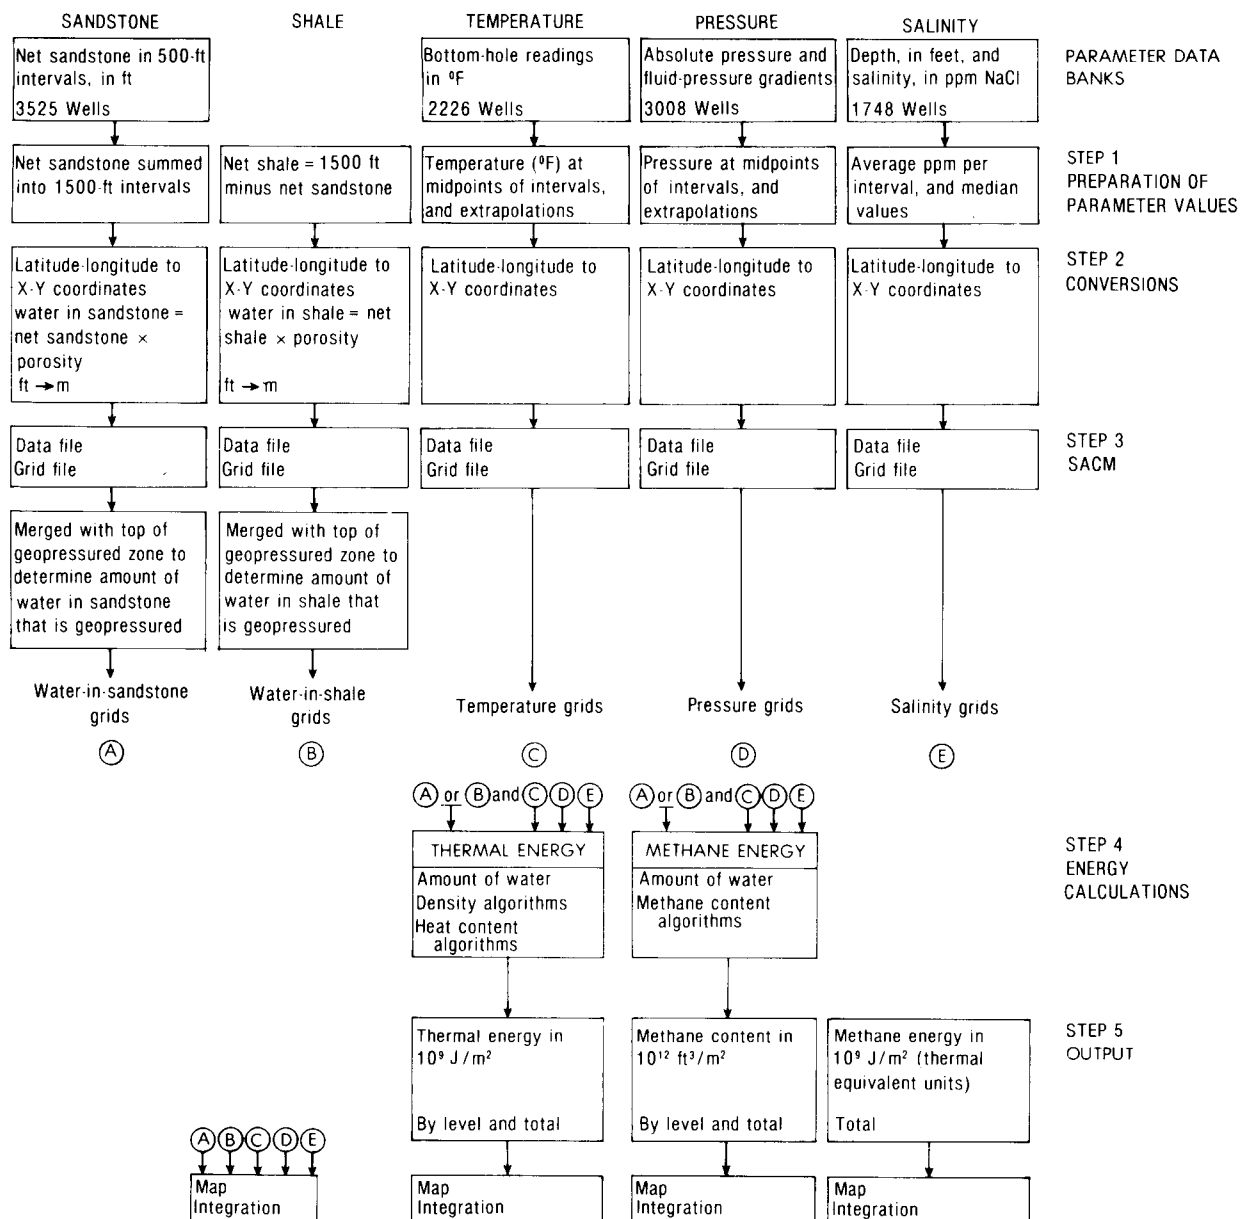 SANDSTONE
SHALE
TEMPERATURE
PRESSURE
SALINITY
Net sandstone in 500-ft
intervals, in ft
3525 Wells
Bottom-hole readings
in ⁰F
2226 Wells
Absolute pressure and
fluid-pressure gradients
3008 Wells
Depth, in feet, and
salinity, in ppm NaCl
1748 Wells
PARAMETER DATA
BANKS
Net sandstone summed
into 1500-ft intervals
Net shale = 1500 ft
minus net sandstone
Temperature (⁰F) at
midpoints of intervals,
and extrapolations
Pressure at midpoints
of intervals, and
extrapolations
Average ppm per
interval, and median
values
STEP 1
PREPARATION OF
PARAMETER VALUES
Latitude-longitude to
X-Y coordinates
water in sandstone =
net sandstone ×
porosity
ft → m
Latitude-longitude to
X-Y coordinates
water in shale = net
shale × porosity
ft → m
Latitude-longitude to
X-Y coordinates
Latitude-longitude to
X-Y coordinates
Latitude-longitude to
X-Y coordinates
STEP 2
CONVERSIONS
Data file
Grid file
Data file
Grid file
Data file
Grid file
Data file
Grid file
Data file
Grid file
STEP 3
SACM
Merged with top of
geopressured zone to
determine amount of
water in sandstone
that is geopressured
Merged with top of
geopressured zone to
determine amount of
water in shale that
is geopressured
Water-in-sandstone
grids
A
Water-in-shale
grids
B
Temperature grids
C
Pressure grids
D
Salinity grids
E
A or B and C D E
THERMAL ENERGY
Amount of water
Density algorithms
Heat content
algorithms
A or B and C D E
METHANE ENERGY
Amount of water
Methane content
algorithms
STEP 4
ENERGY
CALCULATIONS
Thermal energy in
10⁹ J/m²
By level and total
Methane content in
10¹² ft³/m²
By level and total
Methane energy in
10⁹ J/m² (thermal
equivalent units)
Total
STEP 5
OUTPUT
A B C D E
Map
Integration
Map
Integration
Map
Integration
Map
Integration